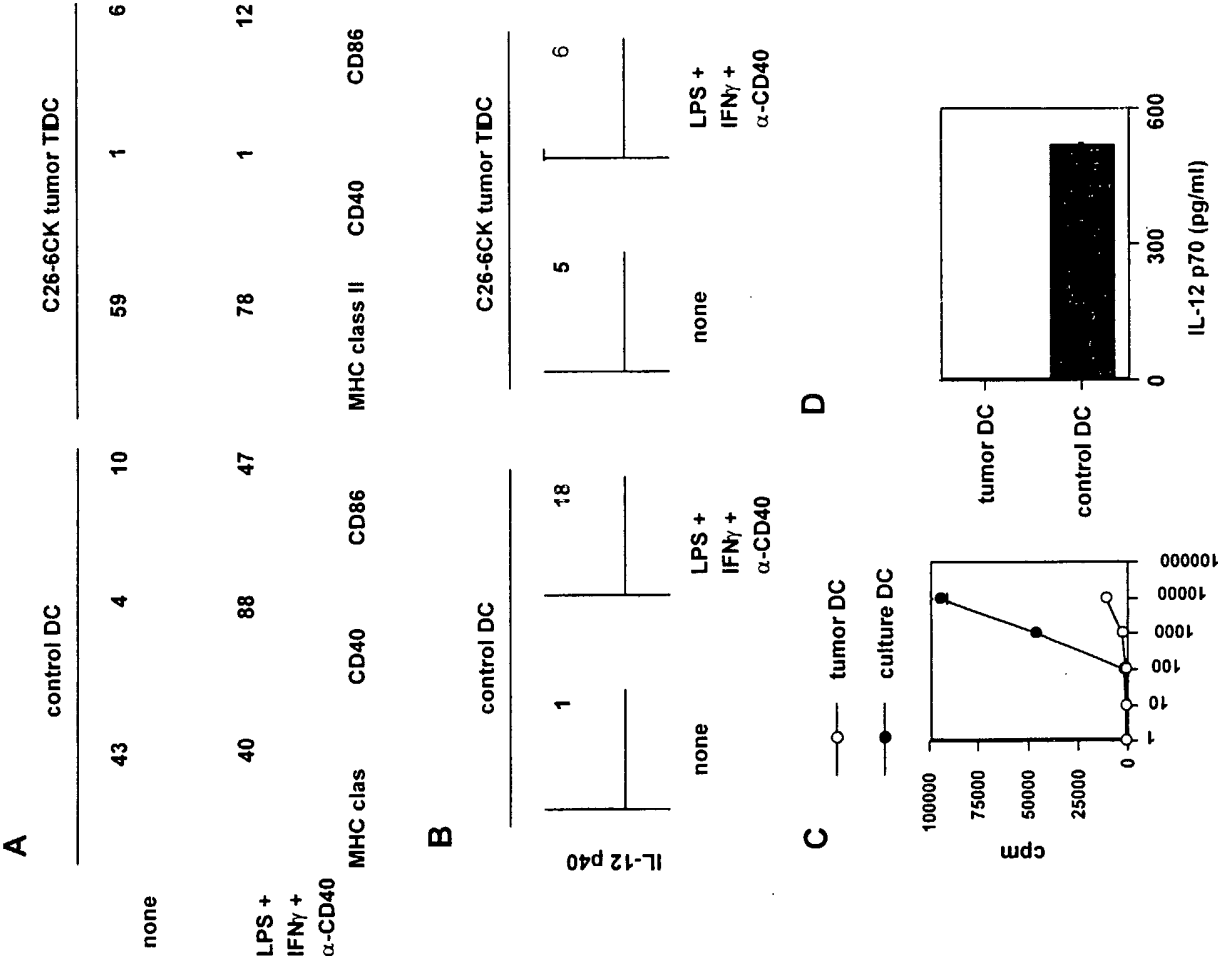 A
control DC
C26-6CK tumor TIDC
none
43
4
10
59
1
6
LPS +
IFNγ +
α-CD40
40
88
47
78
1
12
MHC clas
CD40
CD86
MHC class II
CD40
CD86
B
control DC
C26-6CK tumor TIDC
IL-12 p40
1
18
5
6
none
LPS +
IFNγ +
α-CD40
none
LPS +
IFNγ +
α-CD40
C
tumor DC
culture DC
cpm
100000
75000
50000
25000
0
1
10
100
1000
10000
100000
D
tumor DC
control DC
0
300
600
IL-12 p70 (pg/ml)